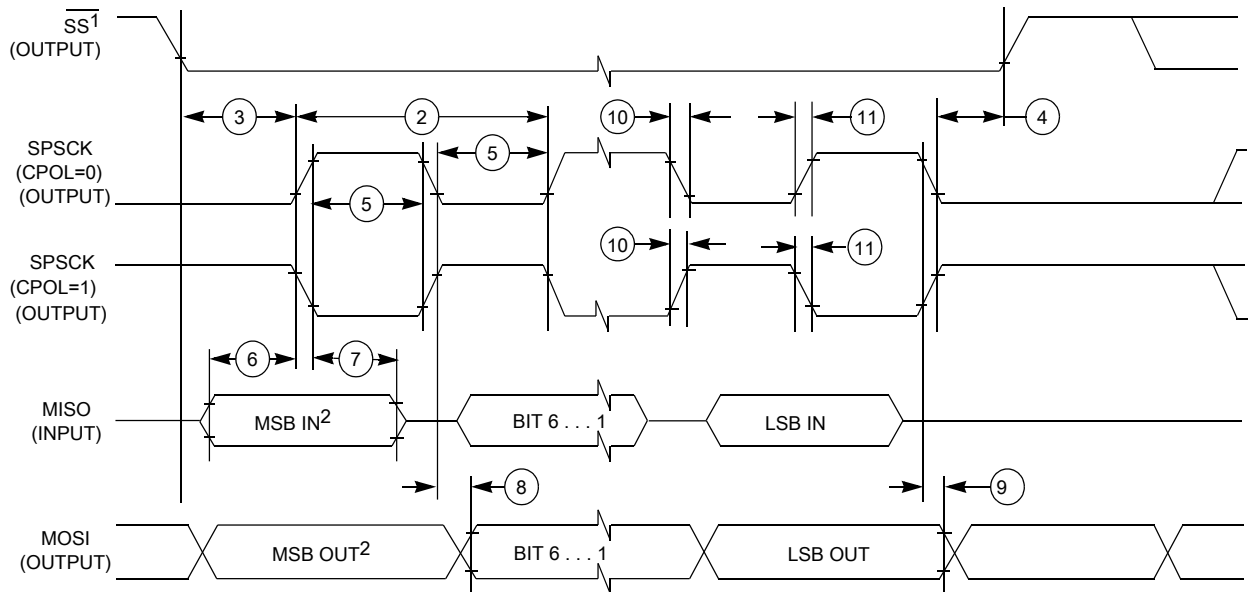 SS¹
(OUTPUT)
3
2
10
11
4
5
SPSCK
(CPOL=0)
(OUTPUT)
5
10
11
SPSCK
(CPOL=1)
(OUTPUT)
6
7
MISO
(INPUT)
MSB IN²
BIT 6 . . . 1
LSB IN
8
9
MOSI
(OUTPUT)
MSB OUT²
BIT 6 . . . 1
LSB OUT